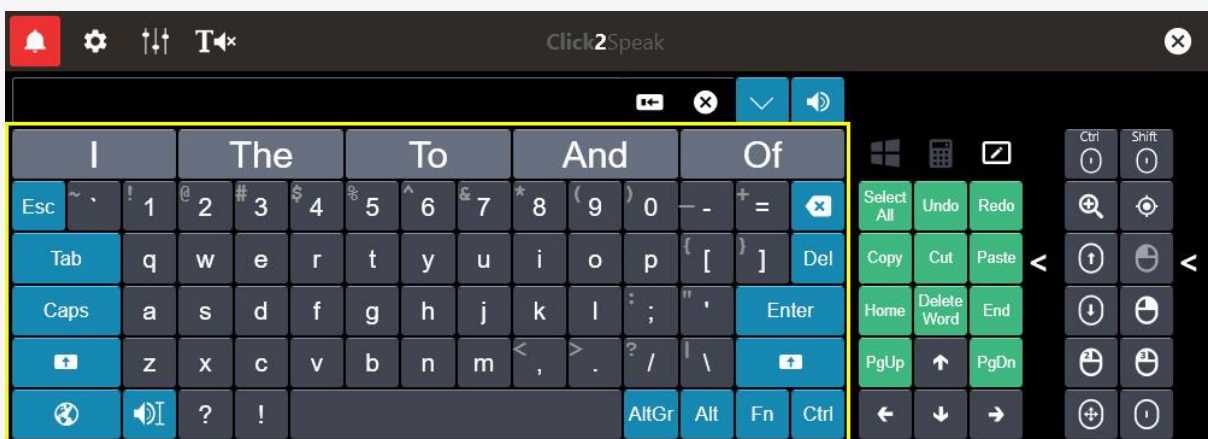 T Click2Speak
I The To And Of Ctrl Shift
Esc ~ ` ! 1 @ 2 # 3 $ 4 % 5 ^ 6 & 7 * 8 ( 9 ) 0 _ - + = Select All Undo Redo
Tab q w e r t y u i o p { [ } ] Del Copy Cut Paste < <
Caps a s d f g h j k l : ; " ' Enter Home Delete Word End
z x c v b n m < , > . ? / | \ PgUp PgDn 2 3
? ! AltGr Alt Fn Ctrl